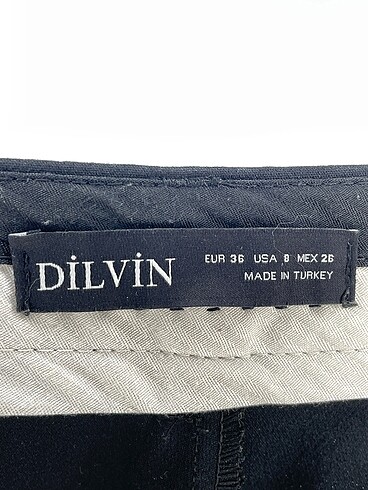 DİLVİN
EUR 36 USA 8 MEX 26
MADE IN TURKEY